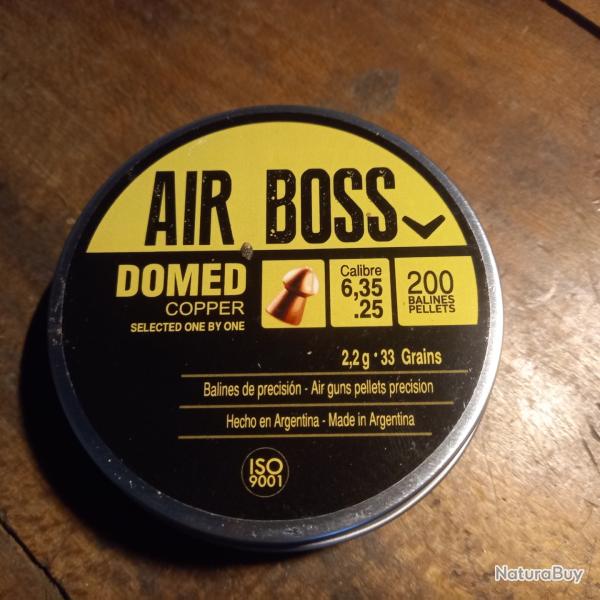 AIR BOSS
DOMED
COPPER
SELECTED ONE BY ONE
Calibre
6,35
.25
200
BALINES
PELLETS
2,2 g · 33 Grains
Balines de precisión - Air guns pellets precision
Hecho en Argentina - Made in Argentina
ISO
9001
NaturaBuy